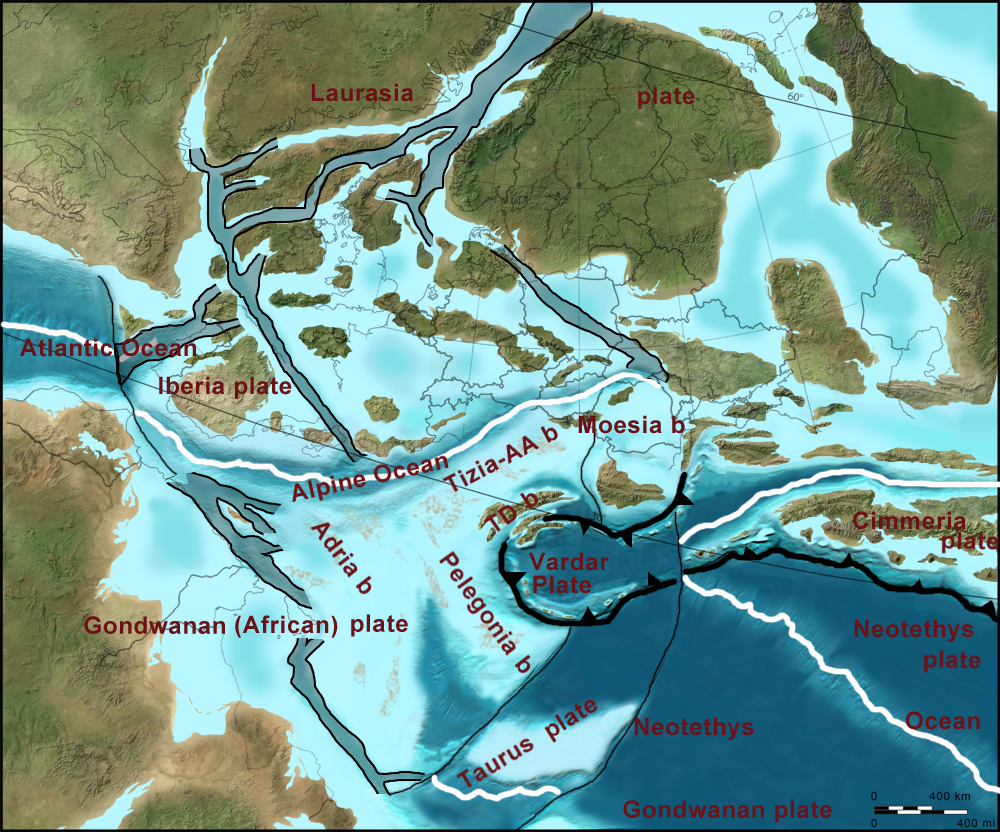 Laurasia plate
60°
Atlantic Ocean
Iberia plate
Alpine Ocean
Tizia-AA b
Moesia b
TD b
Cimmeria
plate
Vardar
Plate
Adria b
Pelegonia b
Gondwanan (African) plate
Neotethys
plate
Taurus plate
Neotethys
Ocean
Gondwanan plate
0 400 km
0 400 mi